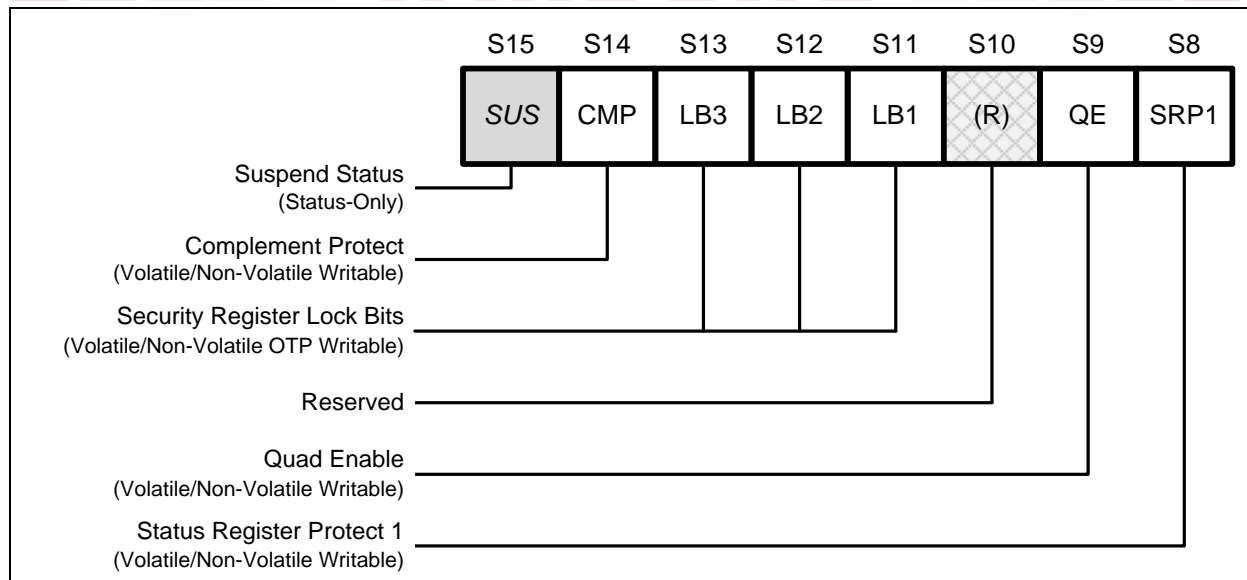 S15 S14 S13 S12 S11 S10 S9 S8
SUS CMP LB3 LB2 LB1 (R) QE SRP1
Suspend Status
(Status-Only)
Complement Protect
(Volatile/Non-Volatile Writable)
Security Register Lock Bits
(Volatile/Non-Volatile OTP Writable)
Reserved
Quad Enable
(Volatile/Non-Volatile Writable)
Status Register Protect 1
(Volatile/Non-Volatile Writable)